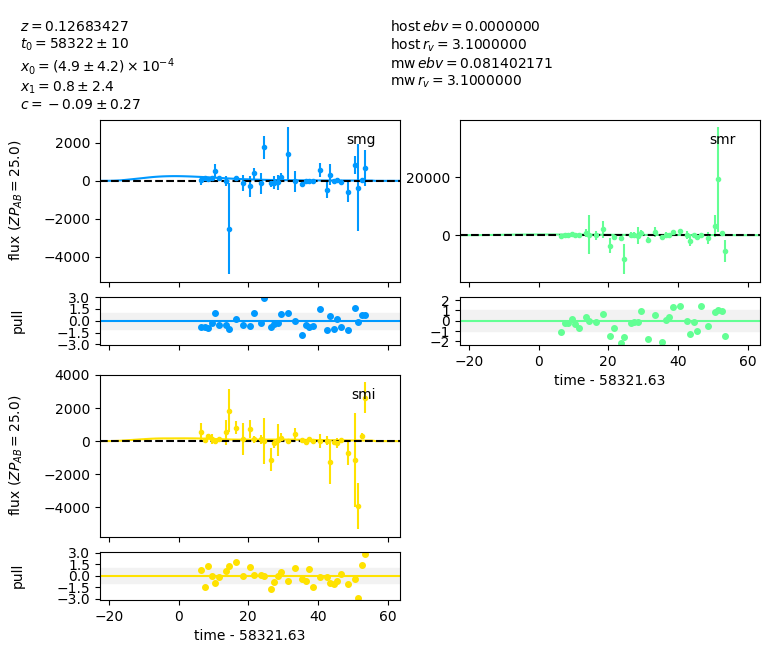 z = 0.12683427
t₀ = 58322 ± 10
x₀ = (4.9 ± 4.2) × 10⁻⁴
x₁ = 0.8 ± 2.4
c = −0.09 ± 0.27
host ebv = 0.0000000
host r_v = 3.1000000
mw ebv = 0.081402171
mw r_v = 3.1000000
smg
flux (ZP_AB = 25.0)
2000
0
−2000
−4000
smr
20000
0
pull
3.0
1.5
0.0
−1.5
−3.0
2
1
0
−1
−2
−20
0
20
40
60
time - 58321.63
smi
flux (ZP_AB = 25.0)
4000
2000
0
−2000
−4000
pull
3.0
1.5
0.0
−1.5
−3.0
−20
0
20
40
60
time - 58321.63